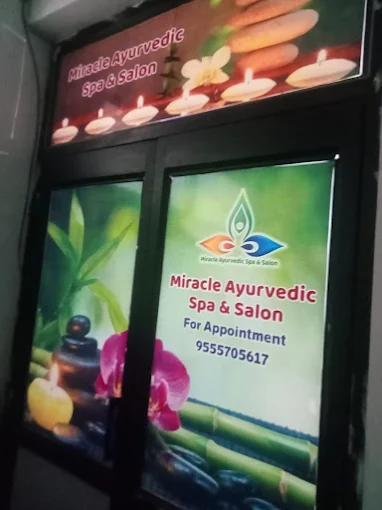 Miracle Ayurvedic
Spa & Salon
Miracle Ayurvedic Spa & Salon
Miracle Ayurvedic
Spa & Salon
For Appointment
9555705617